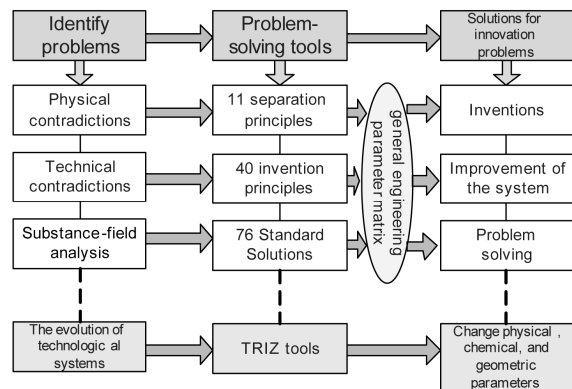 Identify
problems
Problem-
solving tools
Solutions for
innovation
problems
Physical
contradictions
11 separation
principles
general engineering
parameter matrix
Inventions
Technical
contradictions
40 invention
principles
Improvement of
the system
Substance-field
analysis
76 Standard
Solutions
Problem
solving
The evolution of
technologic al
systems
TRIZ tools
Change physical ,
chemical, and
geometric
parameters